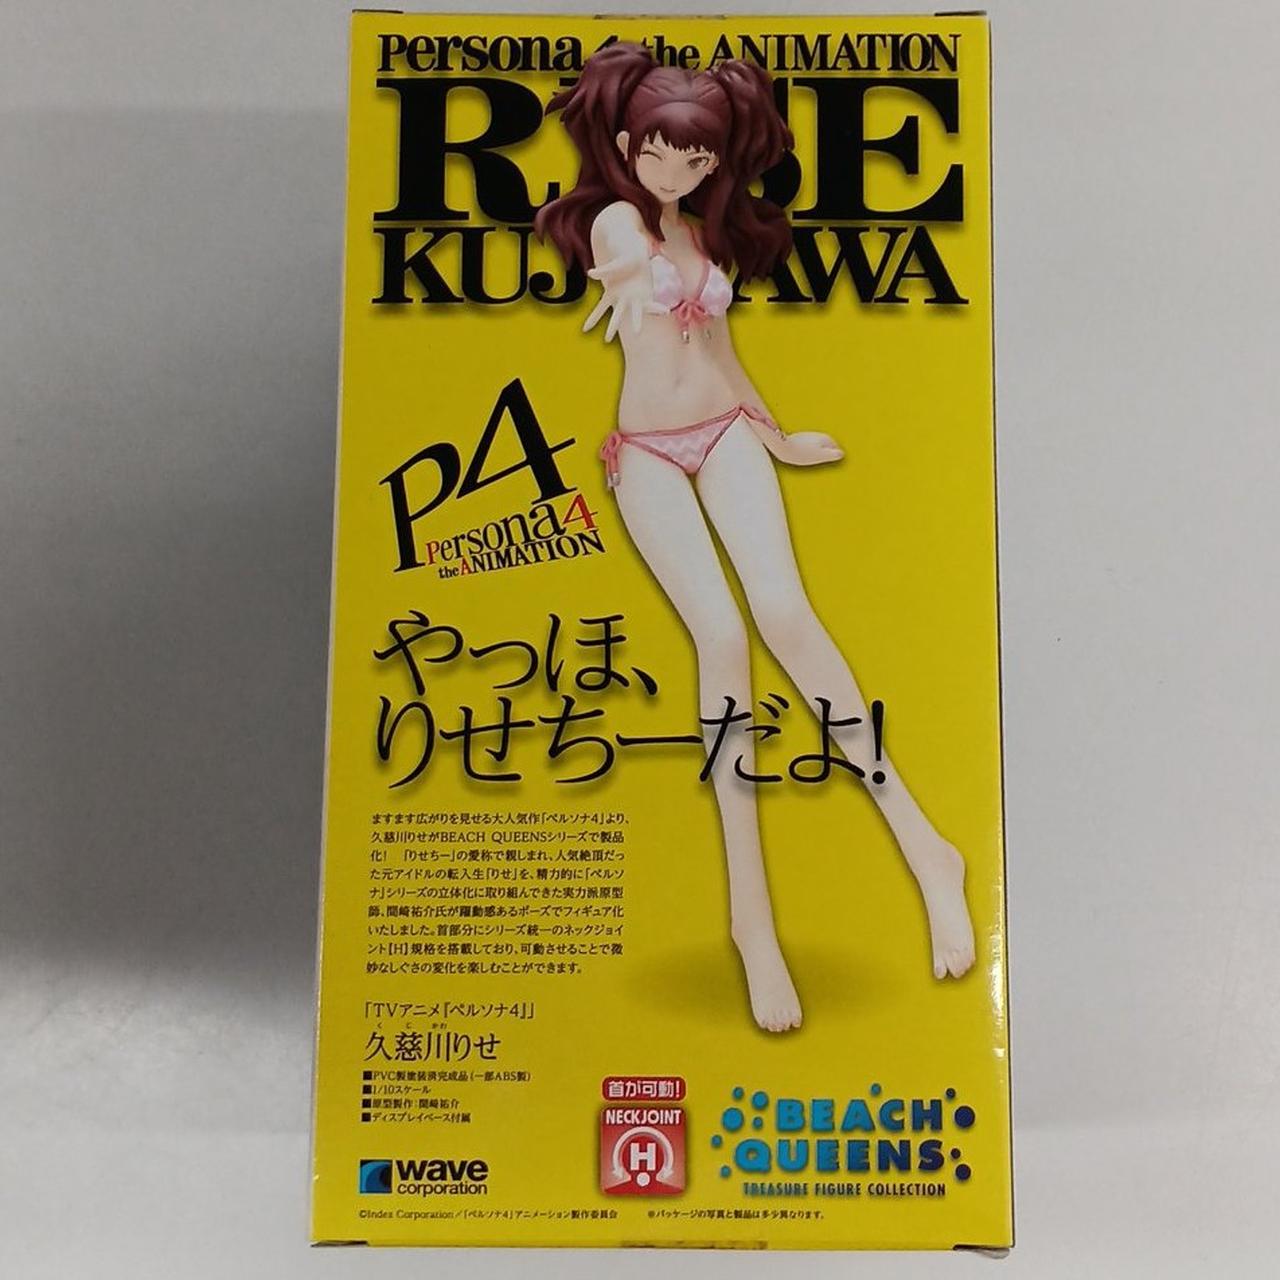 Persona 4 the ANIMATION
RISE
KUJIKAWA
P4
Persona4
the ANIMATION
やっほ、
りせちーだよ!
ますます広がりを見せる大人気作「ペルソナ4」より、
久慈川りせがBEACH QUEENSシリーズで製品
化! 「りせちー」の愛称で親しまれ、人気絶頂だっ
た元アイドルの転入生「りせ」を、精力的に「ペルソ
ナ」シリーズの立体化に取り組んできた実力派原型
師、間崎祐介氏が躍動感あるポーズでフィギュア化
いたしました。首部分にシリーズ統一のネックジョイ
ント【H】規格を搭載しており、可動させることで微
妙なしぐさの変化を楽しむことができます。
「TVアニメ『ペルソナ4』」
くじかわ
久慈川りせ
■PVC製塗装済完成品(一部ABS製)
■1/10スケール
■原型製作:間崎祐介
■ディスプレイベース付属
首が可動!
NECKJOINT
H
BEACH
QUEENS
TREASURE FIGURE COLLECTION
wave
corporation
©Index Corporation/「ペルソナ4」アニメーション製作委員会
※パッケージの写真と製品は多少異なります。